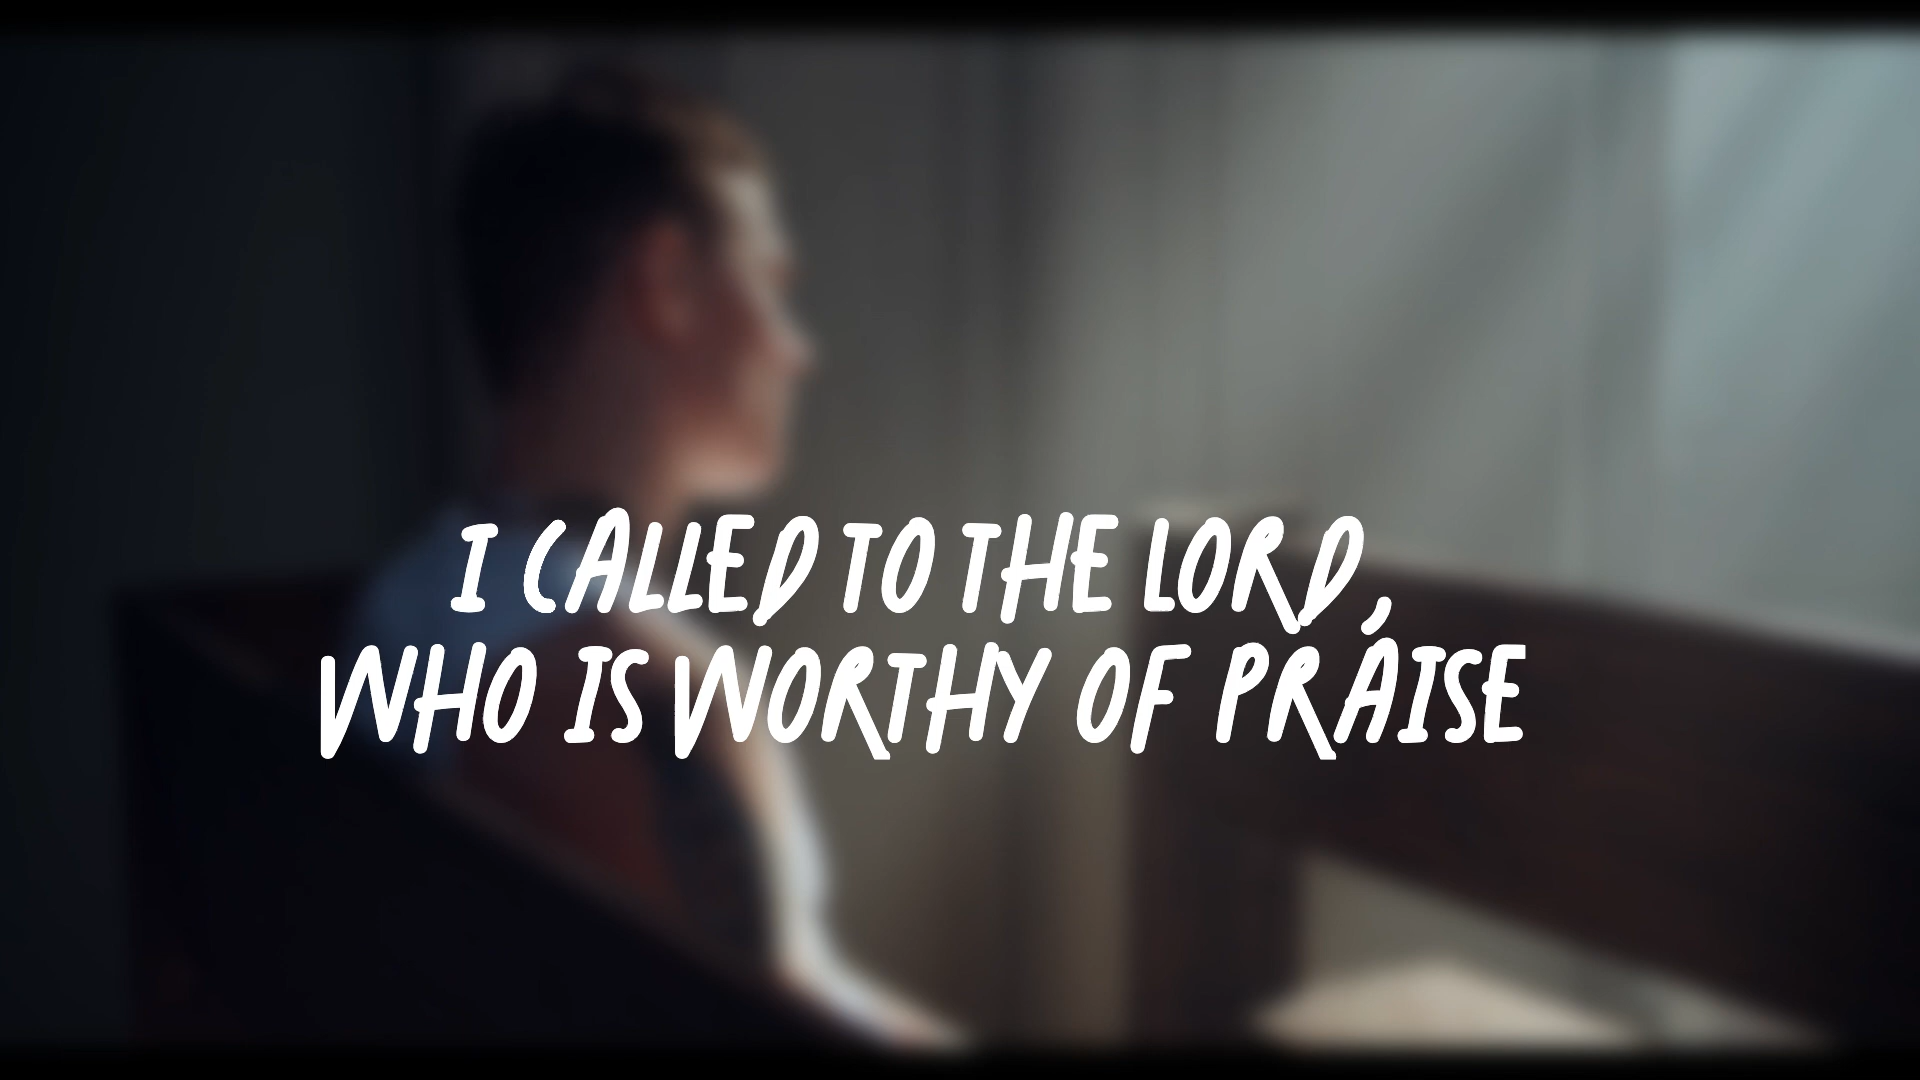 I CALLED TO THE LORD,
WHO IS WORTHY OF PRAISE